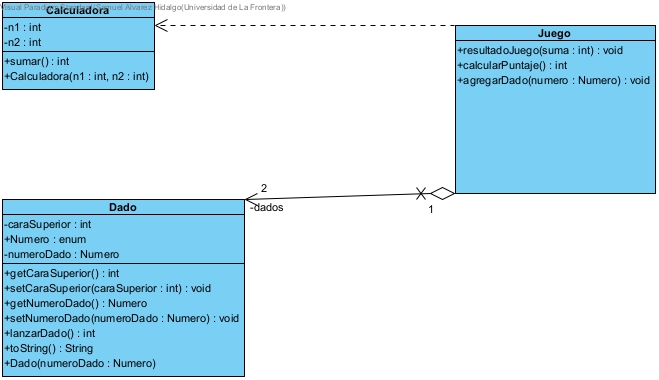 Visual Parad
uel Alvarez Hidalgo(Universidad de La Frontera))
Calculadora
-n1 : int
-n2 : int
+sumar() : int
+Calculadora(n1 : int, n2 : int)
Juego
+resultadoJuego(suma : int) : void
+calcularPuntaje() : int
+agregarDado(numero : Numero) : void
2
-dados
1
Dado
-caraSuperior : int
+Numero : enum
-numeroDado : Numero
+getCaraSuperior() : int
+setCaraSuperior(caraSuperior : int) : void
+getNumeroDado() : Numero
+setNumeroDado(numeroDado : Numero) : void
+lanzarDado() : int
+toString() : String
+Dado(numeroDado : Numero)